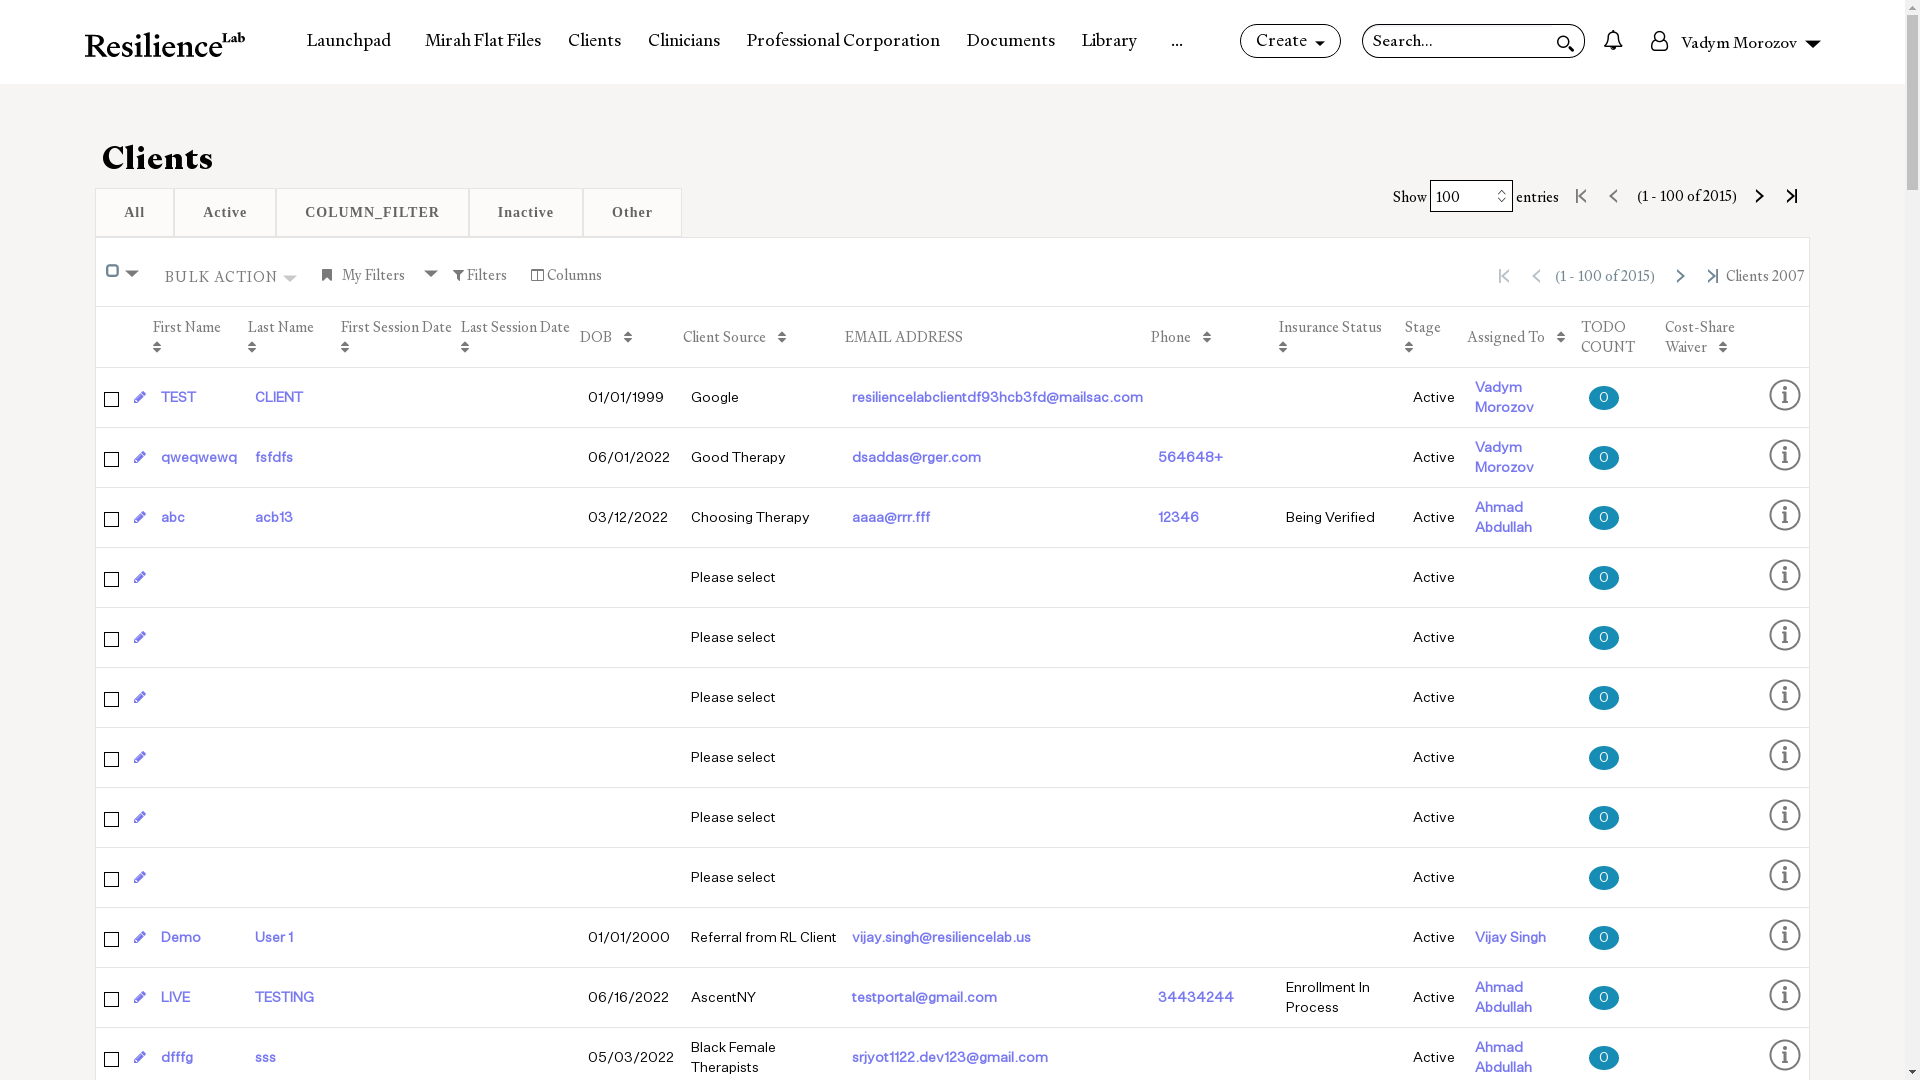 ResilienceLab Launchpad Mirah Flat Files Clients Clinicians Professional Corporation Documents Library ... Create Search... Vadym Morozov
Clients
Show 100 entries (1 - 100 of 2015)
All Active COLUMN_FILTER Inactive Other
BULK ACTION My Filters Filters Columns (1 - 100 of 2015) Clients 2007
First Name Last Name First Session Date Last Session Date DOB Client Source EMAIL ADDRESS Phone Insurance Status Stage Assigned To TODO COUNT Cost-Share Waiver
TEST CLIENT 01/01/1999 Google resiliencelabclientdf93hcb3fd@mailsac.com Active Vadym Morozov 0
qweqwewq fsfdfs 06/01/2022 Good Therapy dsaddas@rger.com 564648+ Active Vadym Morozov 0
abc acb13 03/12/2022 Choosing Therapy aaaa@rrr.fff 12346 Being Verified Active Ahmad Abdullah 0
Please select Active 0
Please select Active 0
Please select Active 0
Please select Active 0
Please select Active 0
Please select Active 0
Demo User 1 01/01/2000 Referral from RL Client vijay.singh@resiliencelab.us Active Vijay Singh 0
LIVE TESTING 06/16/2022 AscentNY testportal@gmail.com 34434244 Enrollment In Process Active Ahmad Abdullah 0
dfffg sss 05/03/2022 Black Female Therapists srjyot1122.dev123@gmail.com Active Ahmad Abdullah 0